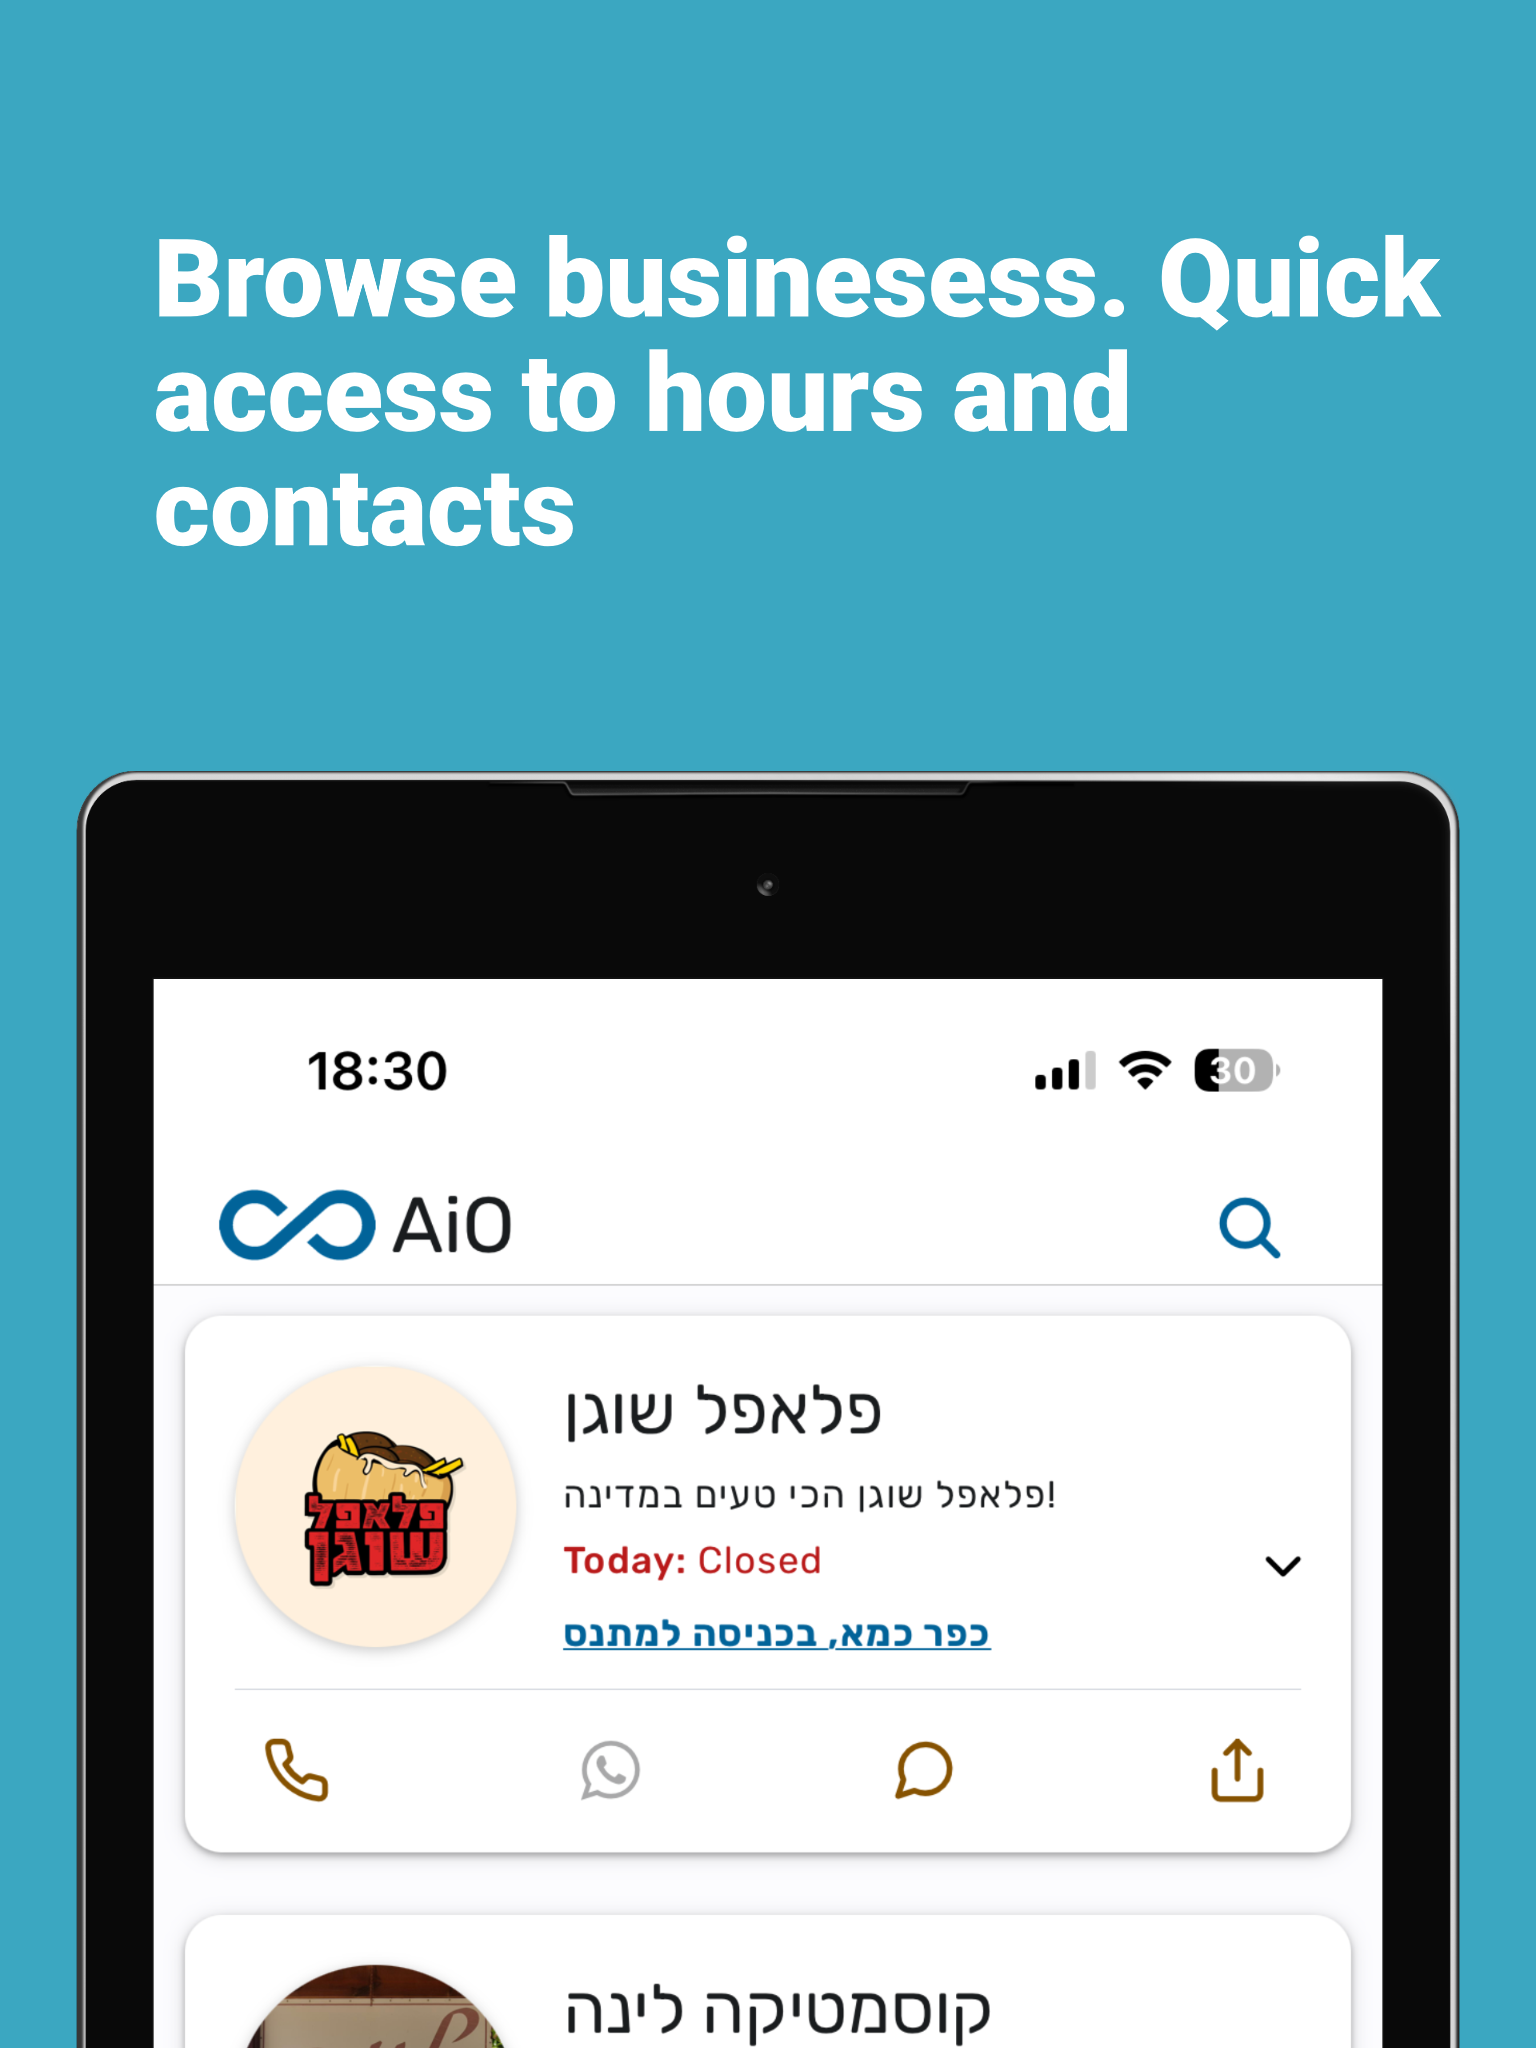 Browse businesess. Quick
access to hours and
contacts
18:30
30
AiO
פלאפל שוגן
פלאפל שוגן הכי טעים במדינה!
פלאפל
שוגן
Today: Closed
כפר כמא, בכניסה למתנס
קוסמטיקה לינה